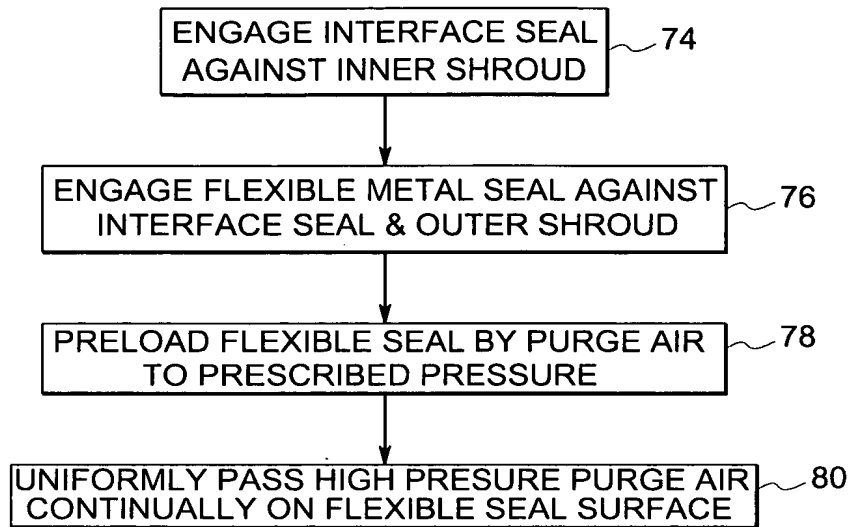 ENGAGE INTERFACE SEAL
AGAINST INNER SHROUD
74
ENGAGE FLEXIBLE METAL SEAL AGAINST
INTERFACE SEAL & OUTER SHROUD
76
PRELOAD FLEXIBLE SEAL BY PURGE AIR
TO PRESCRIBED PRESSURE
78
UNIFORMLY PASS HIGH PRESURE PURGE AIR
CONTINUALLY ON FLEXIBLE SEAL SURFACE
80